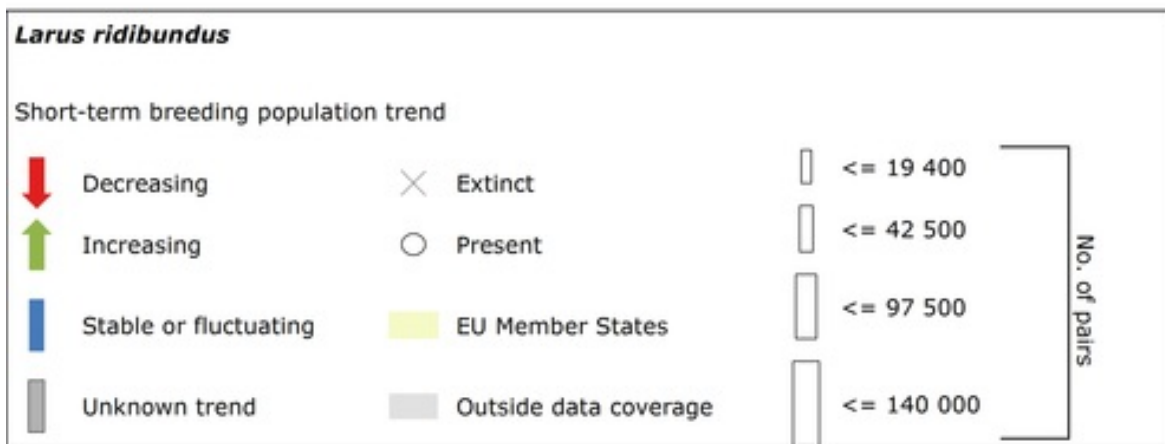 Larus ridibundus
Short-term breeding population trend
Decreasing
Increasing
Stable or fluctuating
Unknown trend
Extinct
Present
EU Member States
Outside data coverage
<= 19 400
<= 42 500
<= 97 500
<= 140 000
No. of pairs